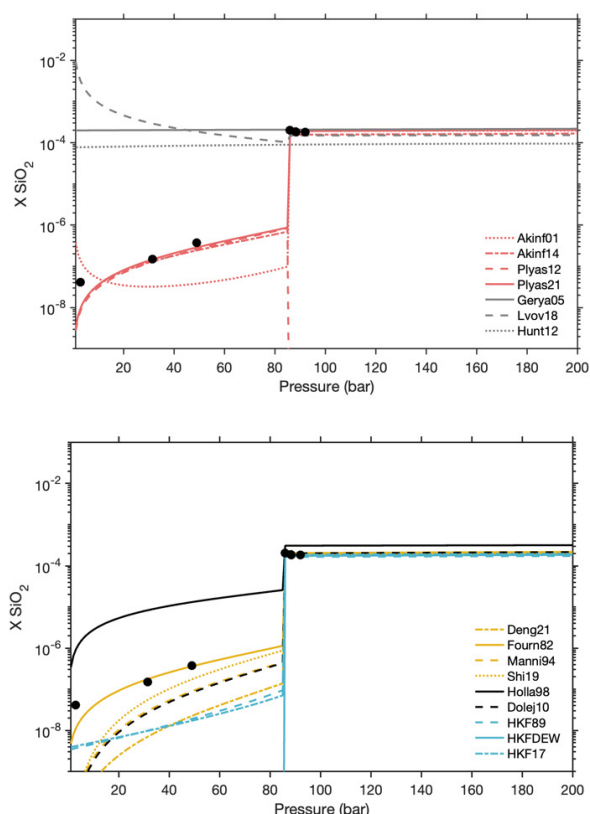 10-2
10-4
10-6
10-8
X SiO2
20 40 60 80 100 120 140 160 180 200
Pressure (bar)
Akinf01
Akinf14
Plyas12
Plyas21
Gerya05
Lvov18
Hunt12
10-2
10-4
10-6
10-8
X SiO2
20 40 60 80 100 120 140 160 180 200
Pressure (bar)
Deng21
Fourn82
Manni94
Shi19
Holla98
Dolej10
HKF89
HKFDEW
HKF17